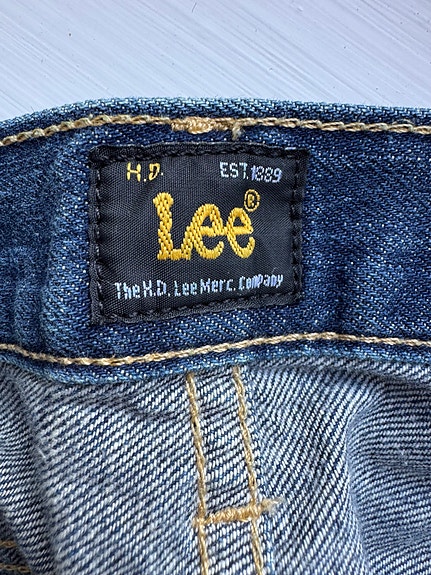 H.D. EST.1889
Lee®
The H.D. Lee Merc. Company